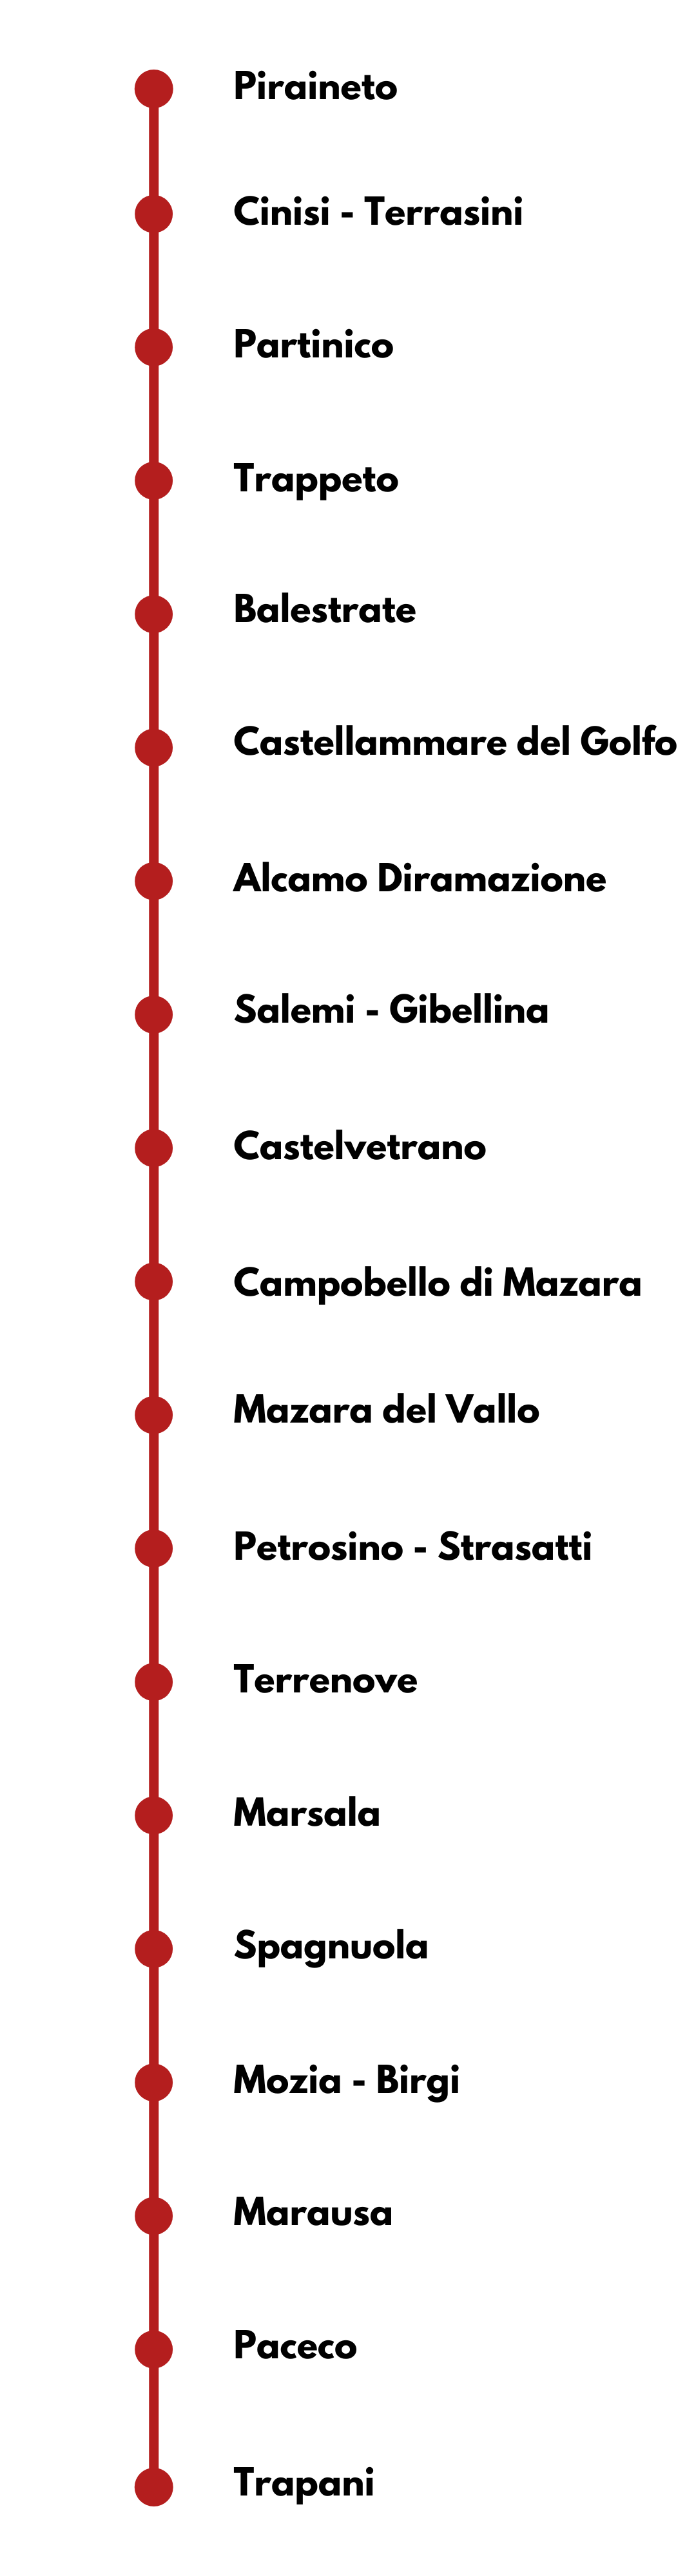 Piraineto
Cinisi - Terrasini
Partinico
Trappeto
Balestrate
Castellammare del Golfo
Alcamo Diramazione
Salemi - Gibellina
Castelvetrano
Campobello di Mazara
Mazara del Vallo
Petrosino - Strasatti
Terrenove
Marsala
Spagnuola
Mozia - Birgi
Marausa
Paceco
Trapani